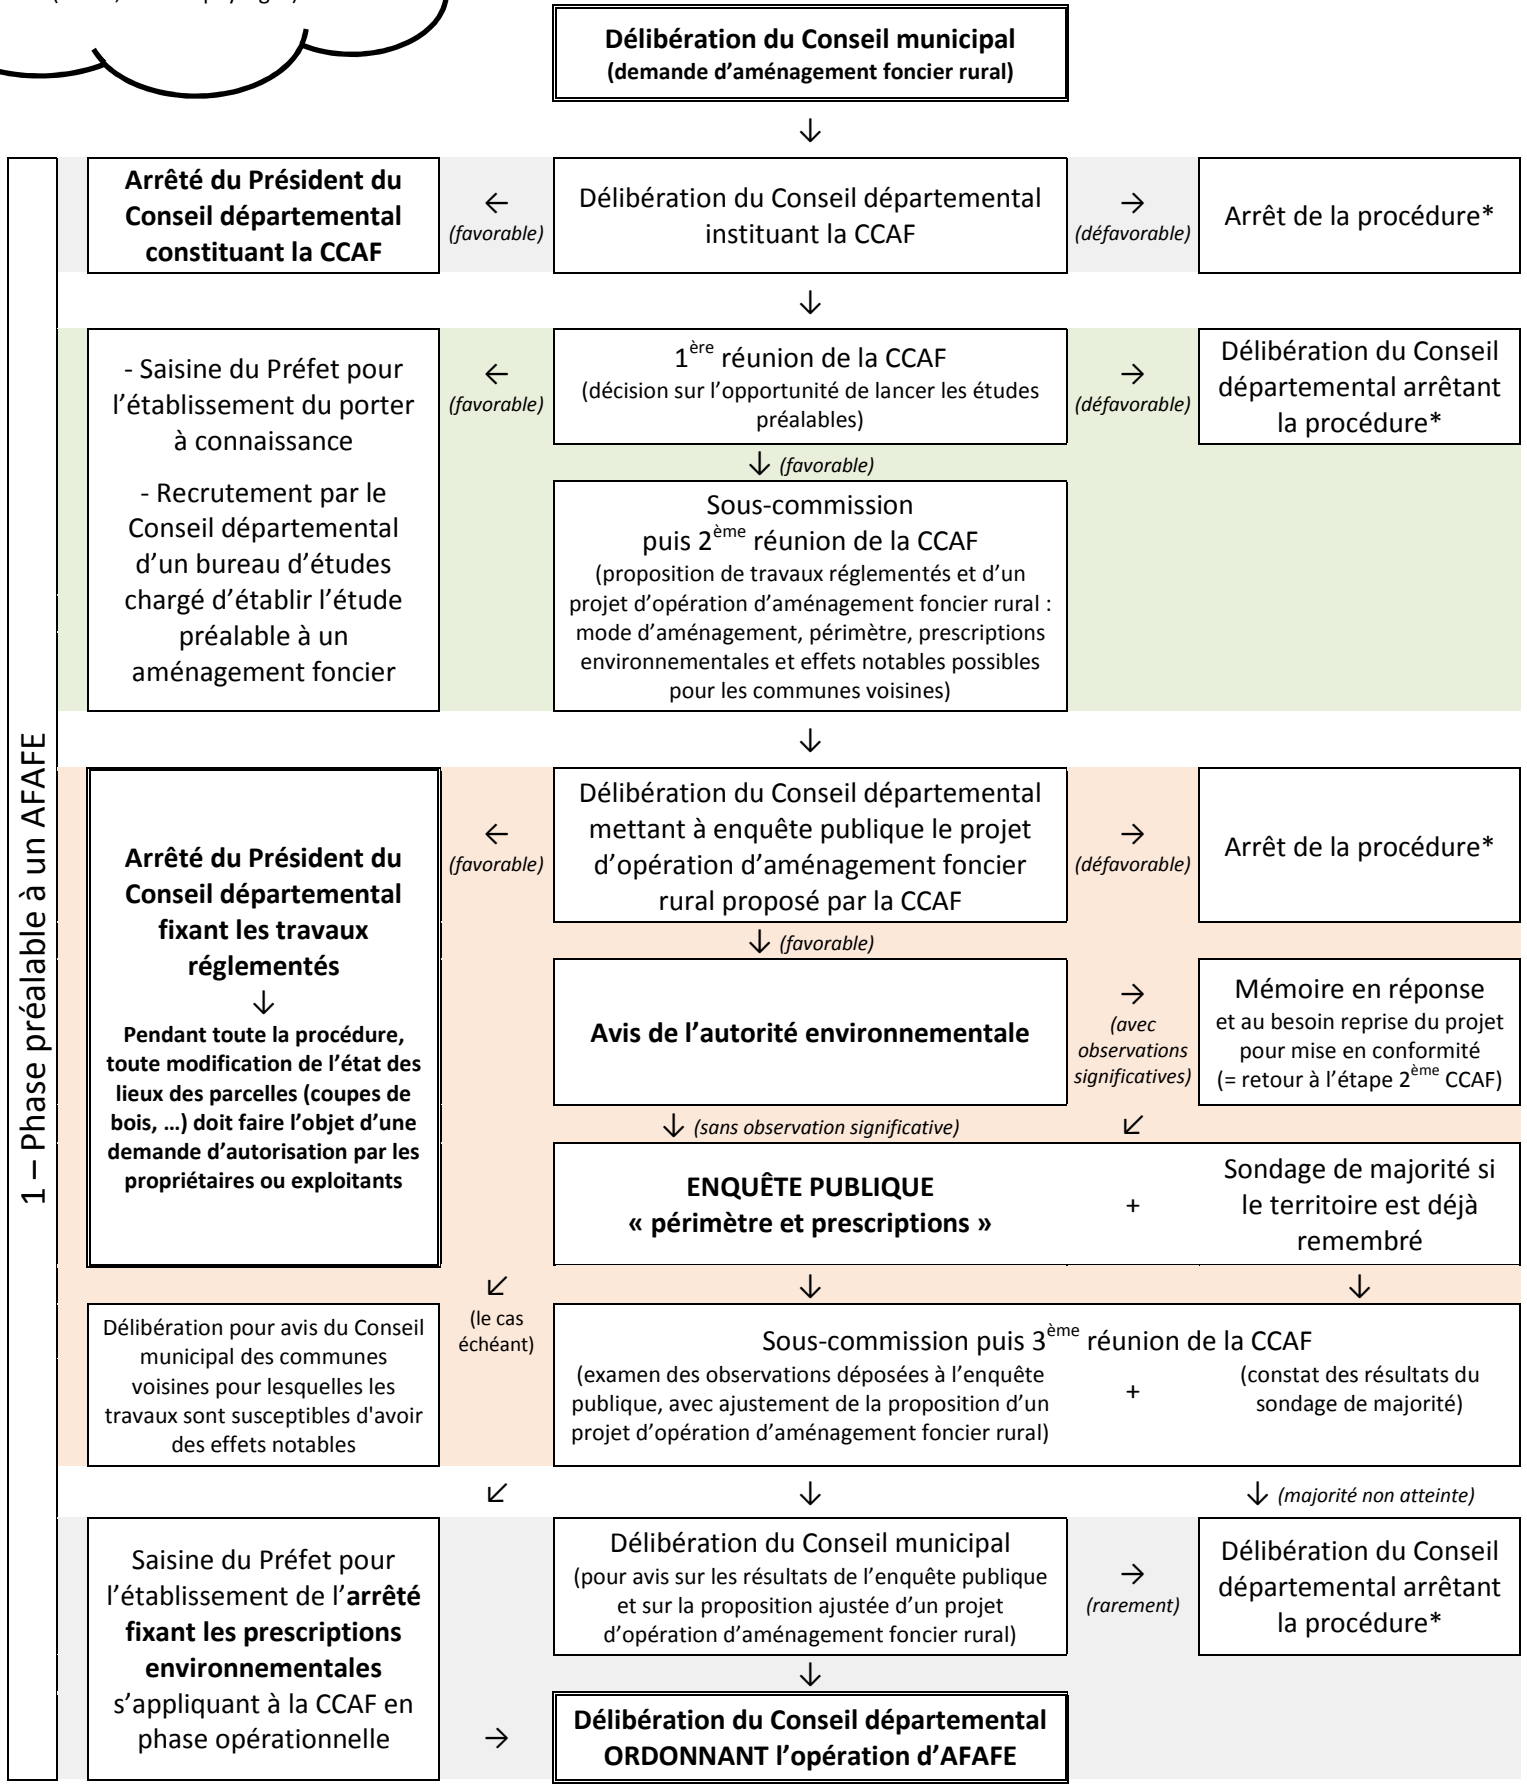 Délibération du Conseil municipal
(demande d’aménagement foncier rural)
↓
1 – Phase préalable à un AFAFE
Arrêté du Président du
Conseil départemental
constituant la CCAF
←
(favorable)
Délibération du Conseil départemental
instituant la CCAF
→
(défavorable)
Arrêt de la procédure*
↓
- Saisine du Préfet pour
l’établissement du porter
à connaissance
- Recrutement par le
Conseil départemental
d’un bureau d’études
chargé d’établir l’étude
préalable à un
aménagement foncier
←
(favorable)
1ère réunion de la CCAF
(décision sur l’opportunité de lancer les études
préalables)
→
(défavorable)
Délibération du Conseil
départemental arrêtant
la procédure*
↓ (favorable)
Sous-commission
puis 2ème réunion de la CCAF
(proposition de travaux réglementés et d’un
projet d’opération d’aménagement foncier rural :
mode d’aménagement, périmètre, prescriptions
environnementales et effets notables possibles
pour les communes voisines)
↓
Arrêté du Président du
Conseil départemental
fixant les travaux
réglementés
↓
Pendant toute la procédure,
toute modification de l’état des
lieux des parcelles (coupes de
bois, …) doit faire l’objet d’une
demande d’autorisation par les
propriétaires ou exploitants
←
(favorable)
Délibération du Conseil départemental
mettant à enquête publique le projet
d’opération d’aménagement foncier
rural proposé par la CCAF
→
(défavorable)
Arrêt de la procédure*
↓ (favorable)
Avis de l’autorité environnementale
→
(avec
observations
significatives)
Mémoire en réponse
et au besoin reprise du projet
pour mise en conformité
(= retour à l’étape 2ème CCAF)
↓ (sans observation significative)
↙
ENQUÊTE PUBLIQUE
« périmètre et prescriptions »
+
Sondage de majorité si
le territoire est déjà
remembré
↙
(le cas
échéant)
↓
↓
Délibération pour avis du Conseil
municipal des communes
voisines pour lesquelles les
travaux sont susceptibles d'avoir
des effets notables
Sous-commission puis 3ème réunion de la CCAF
(examen des observations déposées à l’enquête
publique, avec ajustement de la proposition d’un
projet d’opération d’aménagement foncier rural)
+
(constat des résultats du
sondage de majorité)
↙
↓
↓ (majorité non atteinte)
Saisine du Préfet pour
l’établissement de l’arrêté
fixant les prescriptions
environnementales
s’appliquant à la CCAF en
phase opérationnelle
Délibération du Conseil municipal
(pour avis sur les résultats de l’enquête publique
et sur la proposition ajustée d’un projet
d’opération d’aménagement foncier rural)
→
(rarement)
Délibération du Conseil
départemental arrêtant
la procédure*
↓
→
Délibération du Conseil départemental
ORDONNANT l’opération d’AFAFE